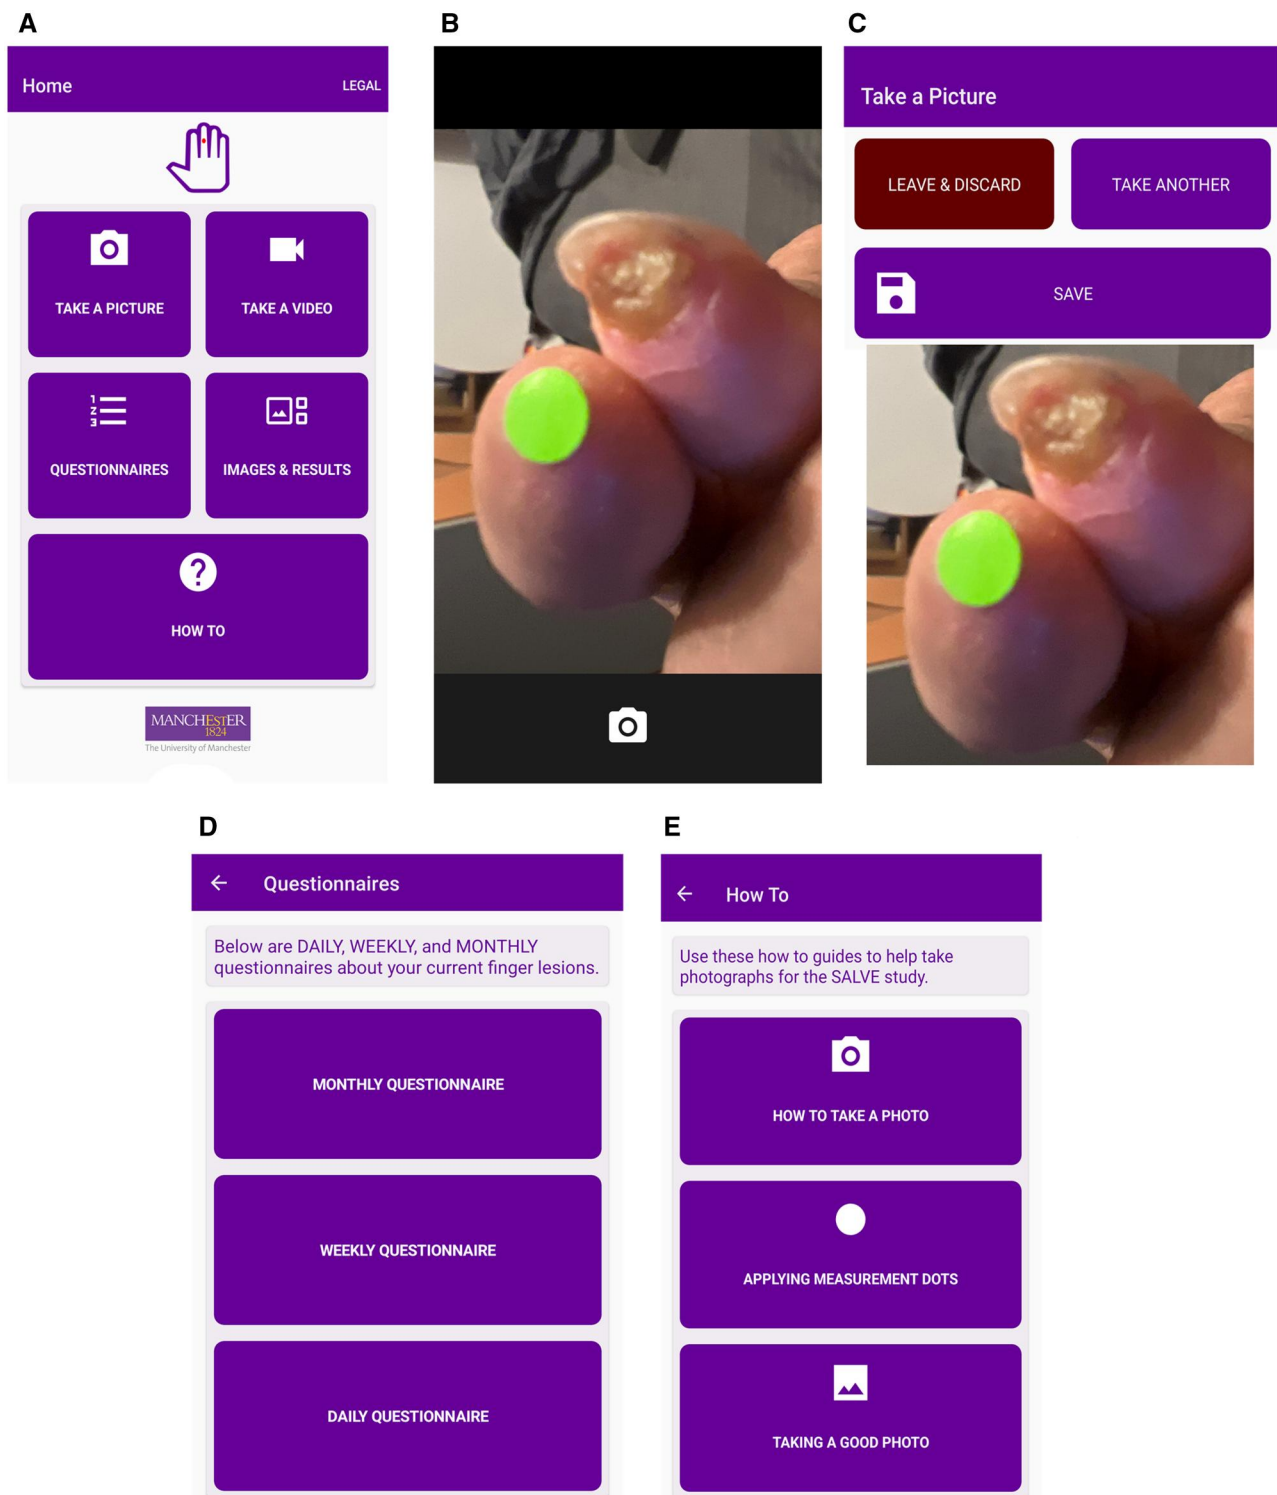 A
Home
LEGAL
TAKE A PICTURE
TAKE A VIDEO
1
2
3
QUESTIONNAIRES
IMAGES & RESULTS
?
HOW TO
MANCHESTER
1824
The University of Manchester
B
C
Take a Picture
LEAVE & DISCARD
TAKE ANOTHER
SAVE
D
Questionnaires
Below are DAILY, WEEKLY, and MONTHLY
questionnaires about your current finger lesions.
MONTHLY QUESTIONNAIRE
WEEKLY QUESTIONNAIRE
DAILY QUESTIONNAIRE
E
How To
Use these how to guides to help take
photographs for the SALVE study.
HOW TO TAKE A PHOTO
APPLYING MEASUREMENT DOTS
TAKING A GOOD PHOTO